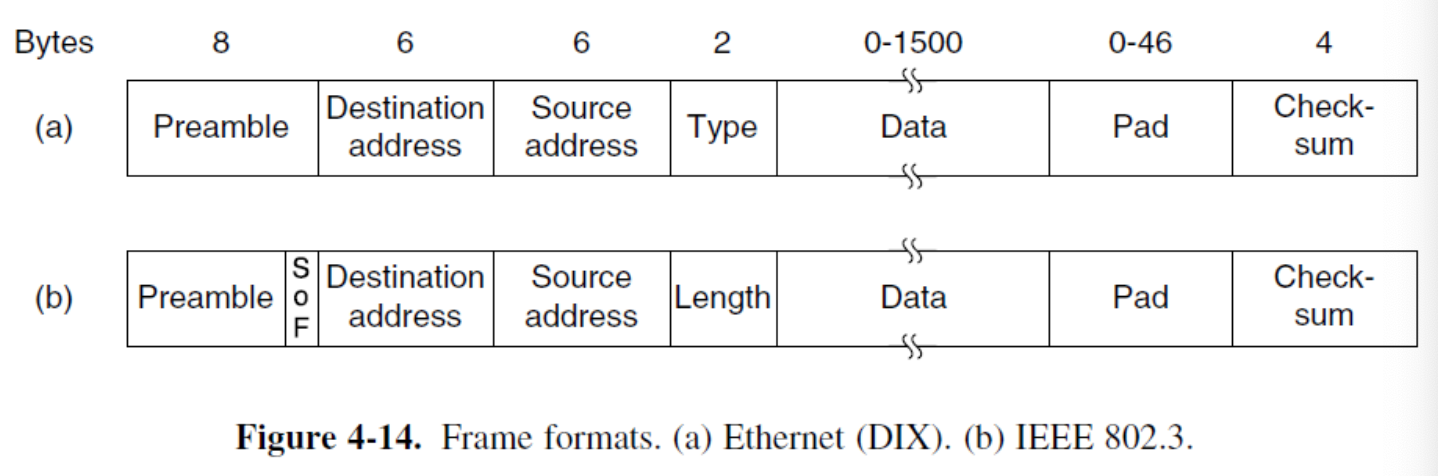 Bytes 8 6 6 2 0-1500 0-46 4
(a) Preamble Destination address Source address Type Data Pad Check-sum
(b) Preamble SoF Destination address Source address Length Data Pad Check-sum
Figure 4-14. Frame formats. (a) Ethernet (DIX). (b) IEEE 802.3.